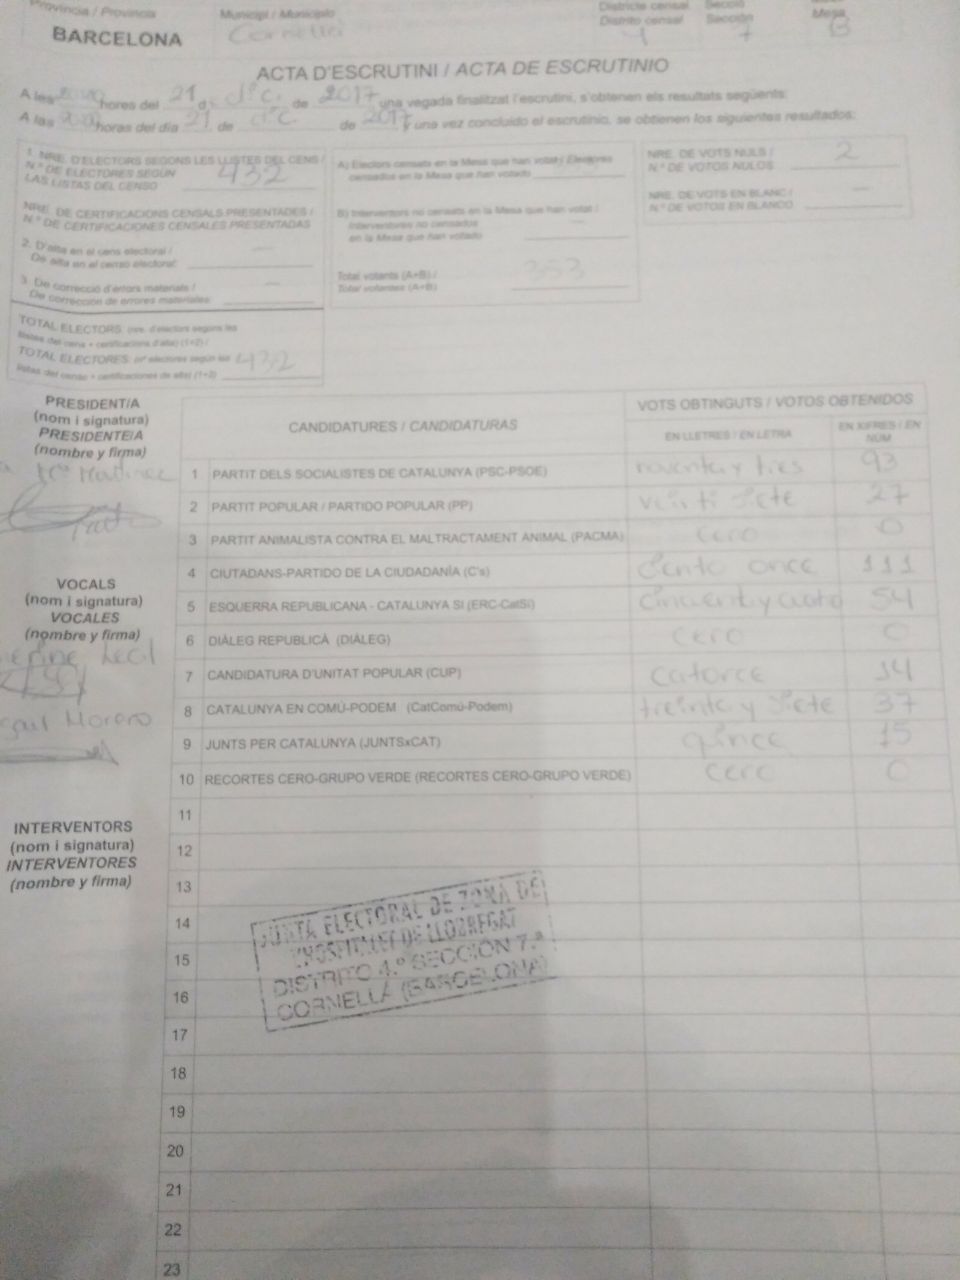 Província / Provincia
Municipi / Municipio
Districte censal
Secció
Distrito censal
Sección
Mesa
BARCELONA
Cornella
4
7
B
ACTA D'ESCRUTINI / ACTA DE ESCRUTINIO
A les hores del 21 d dic. de 2017 una vegada finalitzat l'escrutini, s'obtenen els resultats següents:
A las horas del día 21 de dic de 2017 y una vez concluido el escrutinio, se obtienen los siguientes resultados:
1. NRE. D'ELECTORS SEGONS LES LLISTES DEL CENS /
N.º DE ELECTORES SEGÚN
LAS LISTAS DEL CENSO 432
NRE. DE CERTIFICACIONS CENSALS PRESENTADES /
N.º DE CERTIFICACIONES CENSALES PRESENTADAS
2. D'alta en el cens electoral /
De alta en el censo electoral: —
3. De correcció d'errors materials /
De corrección de errores materiales: —
TOTAL ELECTORS: (nre. d'electors segons les
llistes del cens + certificacions d'alta) (1+2) /
TOTAL ELECTORES: (nº electores según las
listas del censo + certificaciones de alta) (1+2) 432
A) Electors censats en la Mesa que han votat / Electores
censados en la Mesa que han votado 353
B) Interventors no censats en la Mesa que han votat /
Interventores no censados
en la Mesa que han votado
Total votants (A+B) /
Total votantes (A+B) 353
NRE. DE VOTS NULS /
N.º DE VOTOS NULOS 2
NRE. DE VOTS EN BLANC /
N.º DE VOTOS EN BLANCO —
PRESIDENT/A
(nom i signatura)
PRESIDENTE/A
(nombre y firma)
VOCALS
(nom i signatura)
VOCALES
(nombre y firma)
Moreno
INTERVENTORS
(nom i signatura)
INTERVENTORES
(nombre y firma)
CANDIDATURES / CANDIDATURAS
VOTS OBTINGUTS / VOTOS OBTENIDOS
EN LLETRES / EN LETRA
EN XIFRES / EN
NÚM
1 PARTIT DELS SOCIALISTES DE CATALUNYA (PSC-PSOE) noventa y tres 93
2 PARTIT POPULAR / PARTIDO POPULAR (PP) veinti siete 27
3 PARTIT ANIMALISTA CONTRA EL MALTRACTAMENT ANIMAL (PACMA) cero 0
4 CIUTADANS-PARTIDO DE LA CIUDADANÍA (C's) ciento once 111
5 ESQUERRA REPUBLICANA - CATALUNYA SÍ (ERC-CatSí) 54
6 DIÀLEG REPUBLICÀ (DIÀLEG) cero 0
7 CANDIDATURA D'UNITAT POPULAR (CUP) catorce 14
8 CATALUNYA EN COMÚ-PODEM (CatComú-Podem) treinta y siete 37
9 JUNTS PER CATALUNYA (JUNTSxCAT) quince 15
10 RECORTES CERO-GRUPO VERDE (RECORTES CERO-GRUPO VERDE) cero 0
11
12
13
14
15
16
17
18
19
20
21
22
23
JUNTA ELECTORAL DE ZONA DE
L'HOSPITALET DE LLOBREGAT
DISTRITO 4.º SECCION 7.ª
CORNELLÁ (BARCELONA)